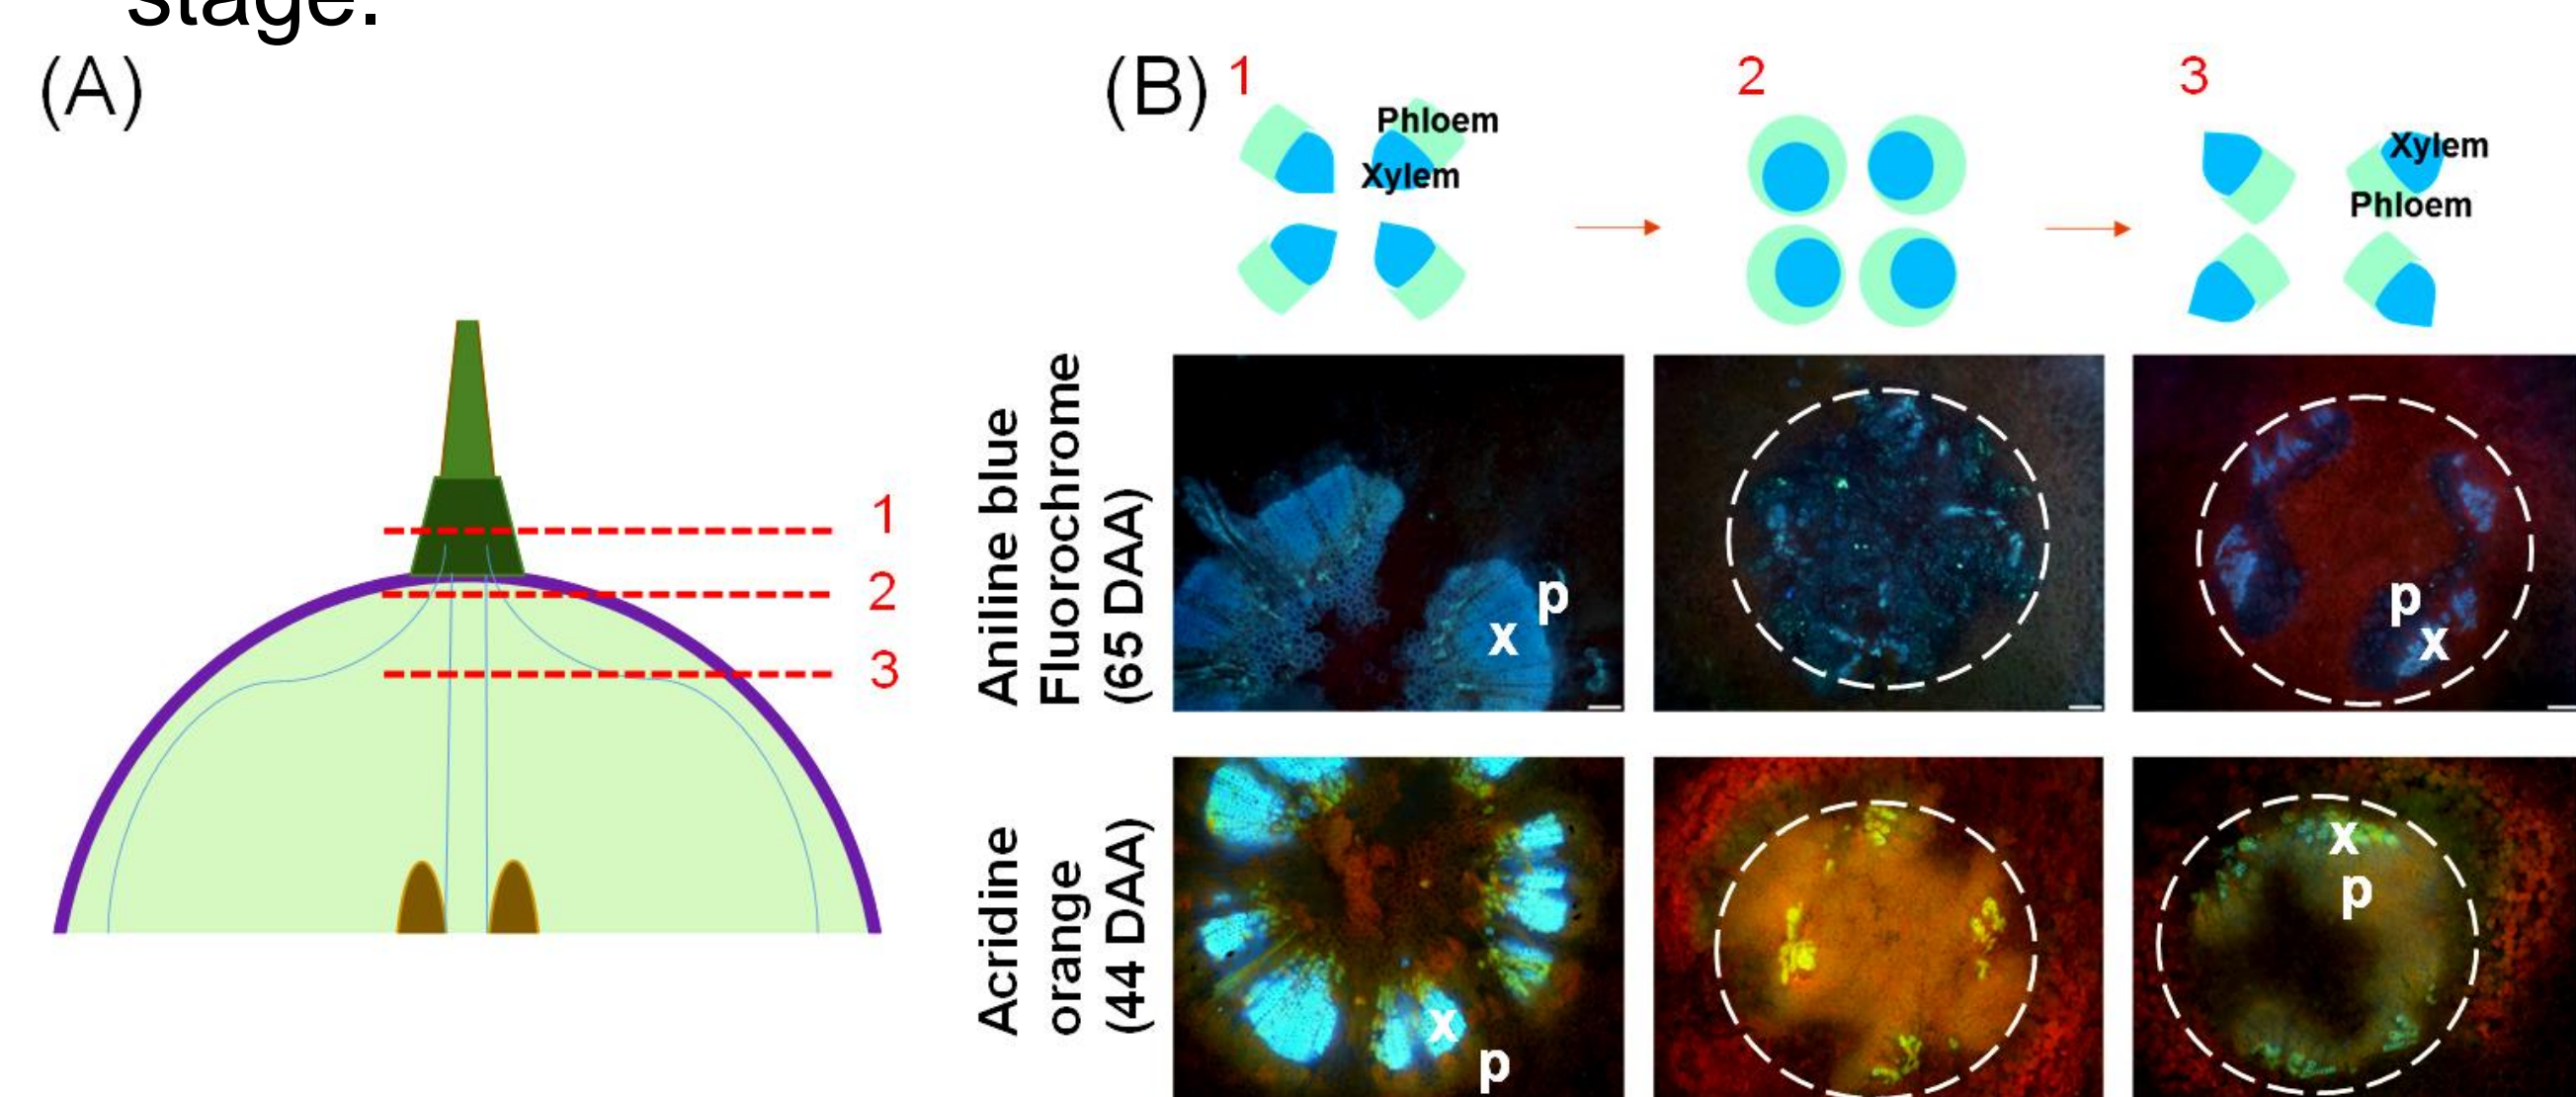 stage.
(A)
1
2
3
(B)
1
2
3
Phloem
Xylem
Xylem
Phloem
Aniline blue
Fluorochrome
(65 DAA)
p
x
p
x
Acridine
orange
(44 DAA)
x
p
x
p